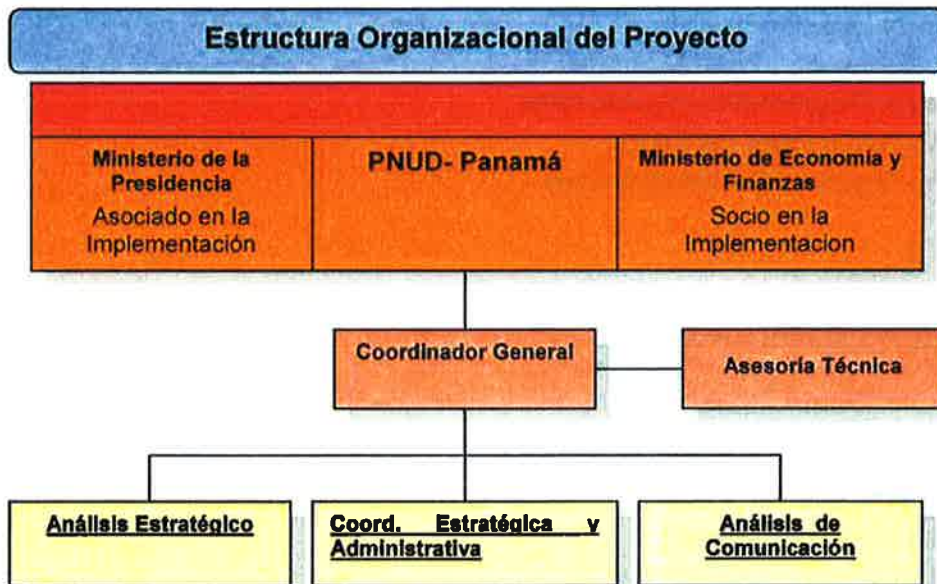 Estructura Organizacional del Proyecto
Ministerio de la
Presidencia
Asociado en la
Implementación
PNUD- Panamá
Ministerio de Economía y
Finanzas
Socio en la
Implementacion
Coordinador General
Asesoría Técnica
Análisis Estratégico
Coord. Estratégica y
Administrativa
Análisis de
Comunicación